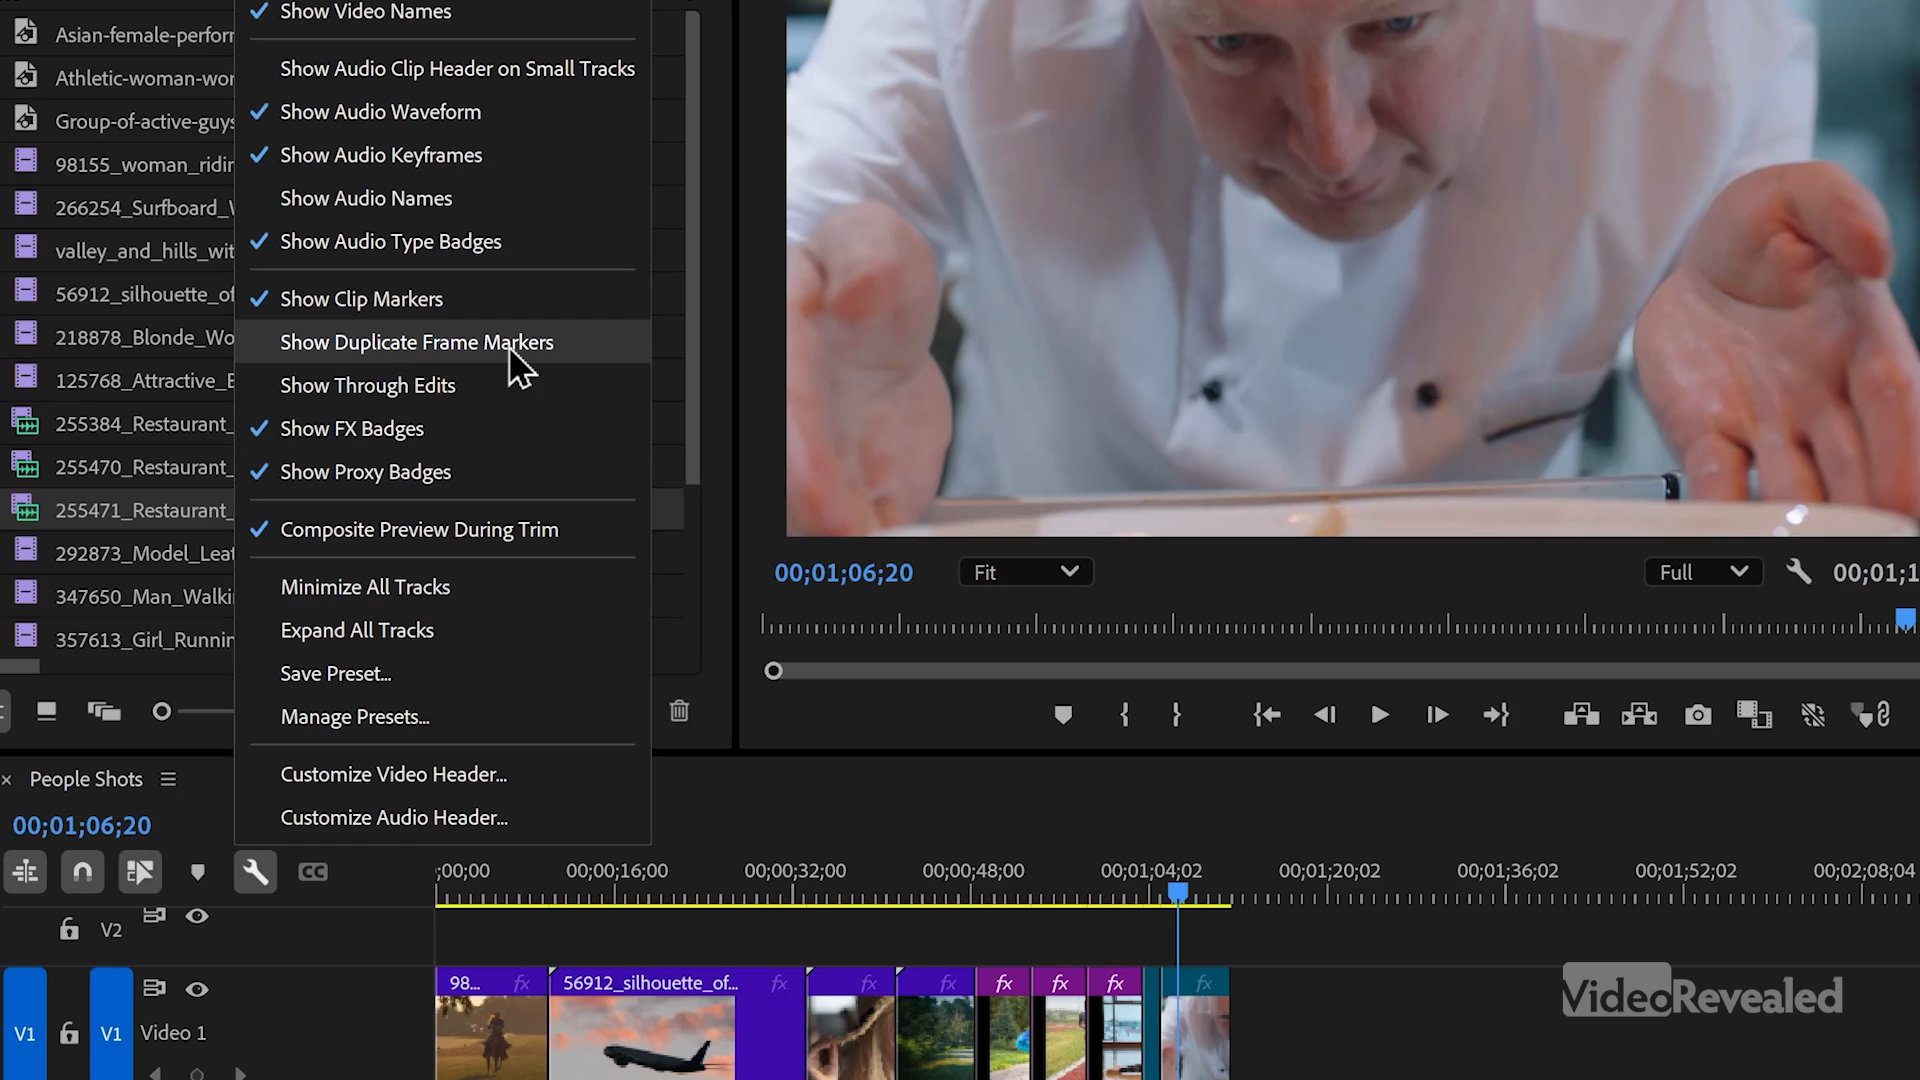 Show Video Names
Asian-female-perforr
Show Audio Clip Header on Small Tracks
Athletic-woman-wor
Show Audio Waveform
Group-of-active-guys
Show Audio Keyframes
98155_woman_ridir
Show Audio Names
266254_Surfboard_
Show Audio Type Badges
valley_and_hills_wit
Show Clip Markers
56912_silhouette_of
Show Duplicate Frame Markers
218878_Blonde_Wo
Show Through Edits
125768_Attractive_
Show FX Badges
255384_Restaurant_
Show Proxy Badges
255470_Restaurant_
255471_Restaurant_
Composite Preview During Trim
292873_Model_Leat
Minimize All Tracks
347650_Man_Walki
Expand All Tracks
357613_Girl_Runnin
Save Preset...
Manage Presets...
Customize Video Header...
Customize Audio Header...
00;01;06;20
Fit
Full
00;01;1
People Shots
00;01;06;20
CC
;00;00
00;00;16;00
00;00;32;00
00;00;48;00
00;01;04;02
00;01;20;02
00;01;36;02
00;01;52;02
00;02;08;04
V2
98... fx
56912_silhouette_of... fx
fx
fx
fx
fx
fx
fx
V1
V1
Video 1
VideoRevealed